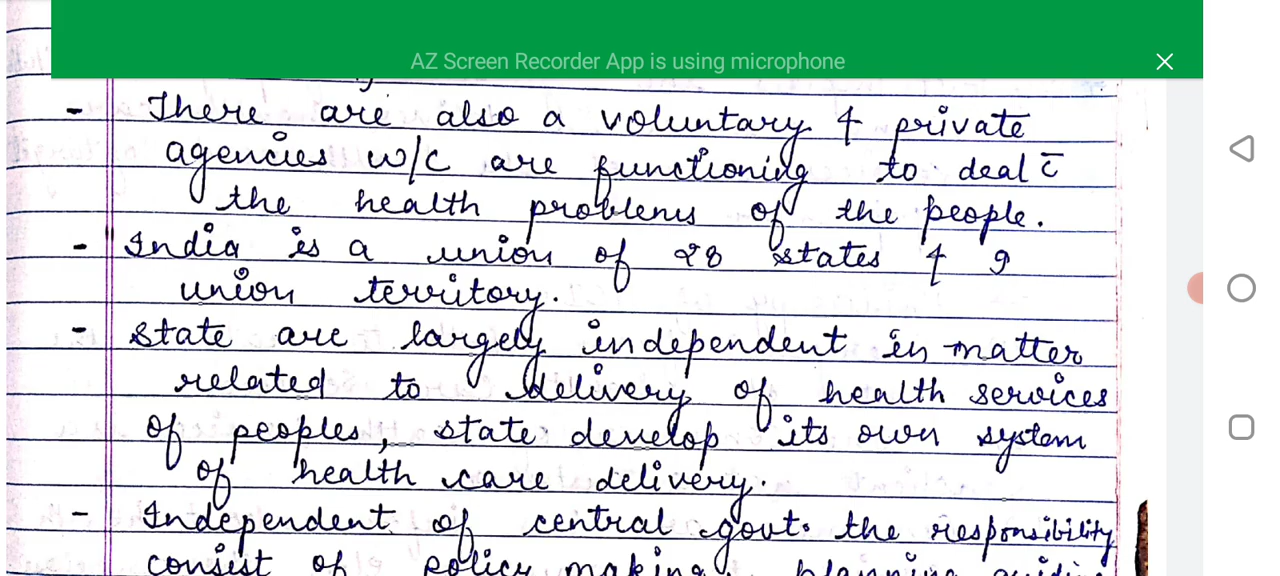 AZ Screen Recorder App is using microphone
- There are also a voluntary & private
agencies w/c are functioning to deal c̄
the health problems of the people.
- India is a union of 28 states & 9
union territory.
- State are largely independent in matter
related to delivery of health services
of peoples, state develop its own system
of health care delivery.
- Independent of central govt. the responsibility
consist of policy making, planning